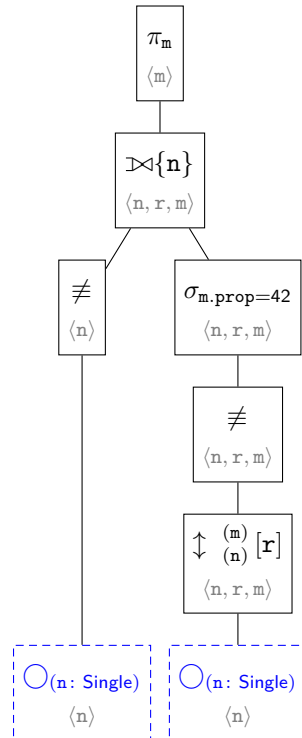 π_m
⟨m⟩
⟕{n}
⟨n, r, m⟩
≢
⟨n⟩
σ_m.prop=42
⟨n, r, m⟩
≢
⟨n, r, m⟩
↕ (m)
(n) [r]
⟨n, r, m⟩
○(n: Single)
⟨n⟩
○(n: Single)
⟨n⟩